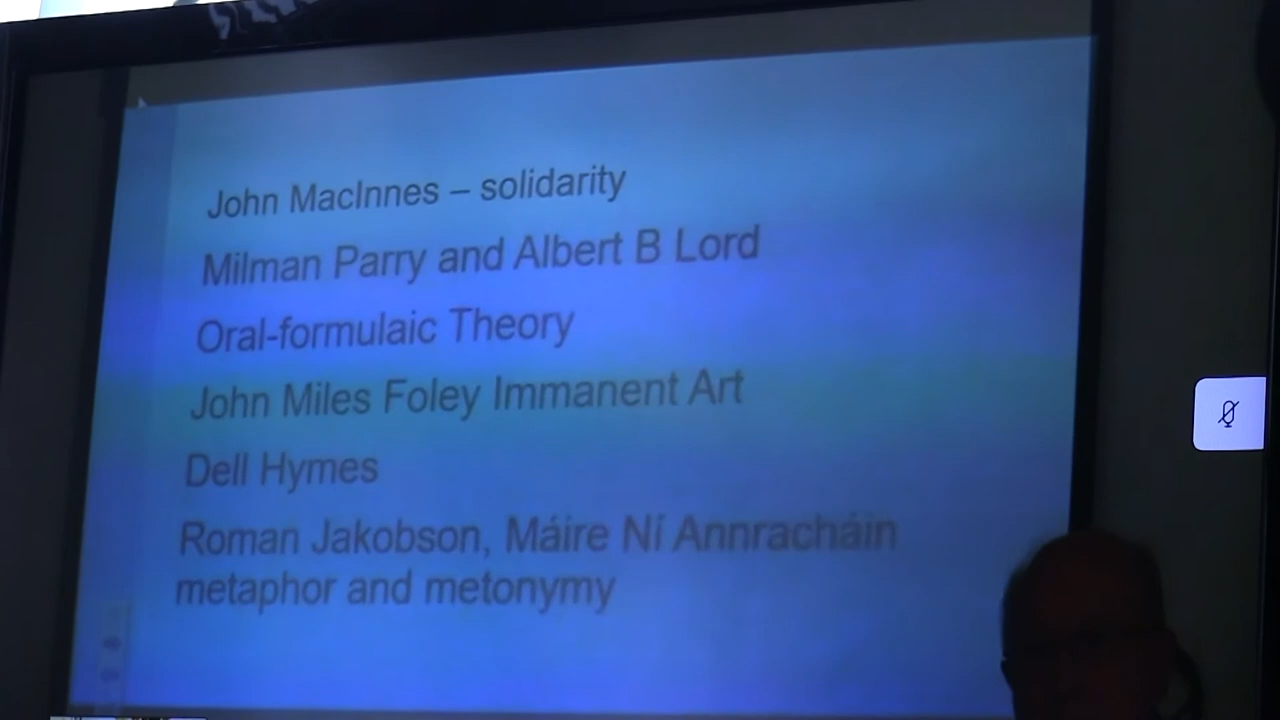 John MacInnes – solidarity
Milman Parry and Albert B Lord
Oral-formulaic Theory
John Miles Foley Immanent Art
Dell Hymes
Roman Jakobson, Máire Ní Annracháin
metaphor and metonymy